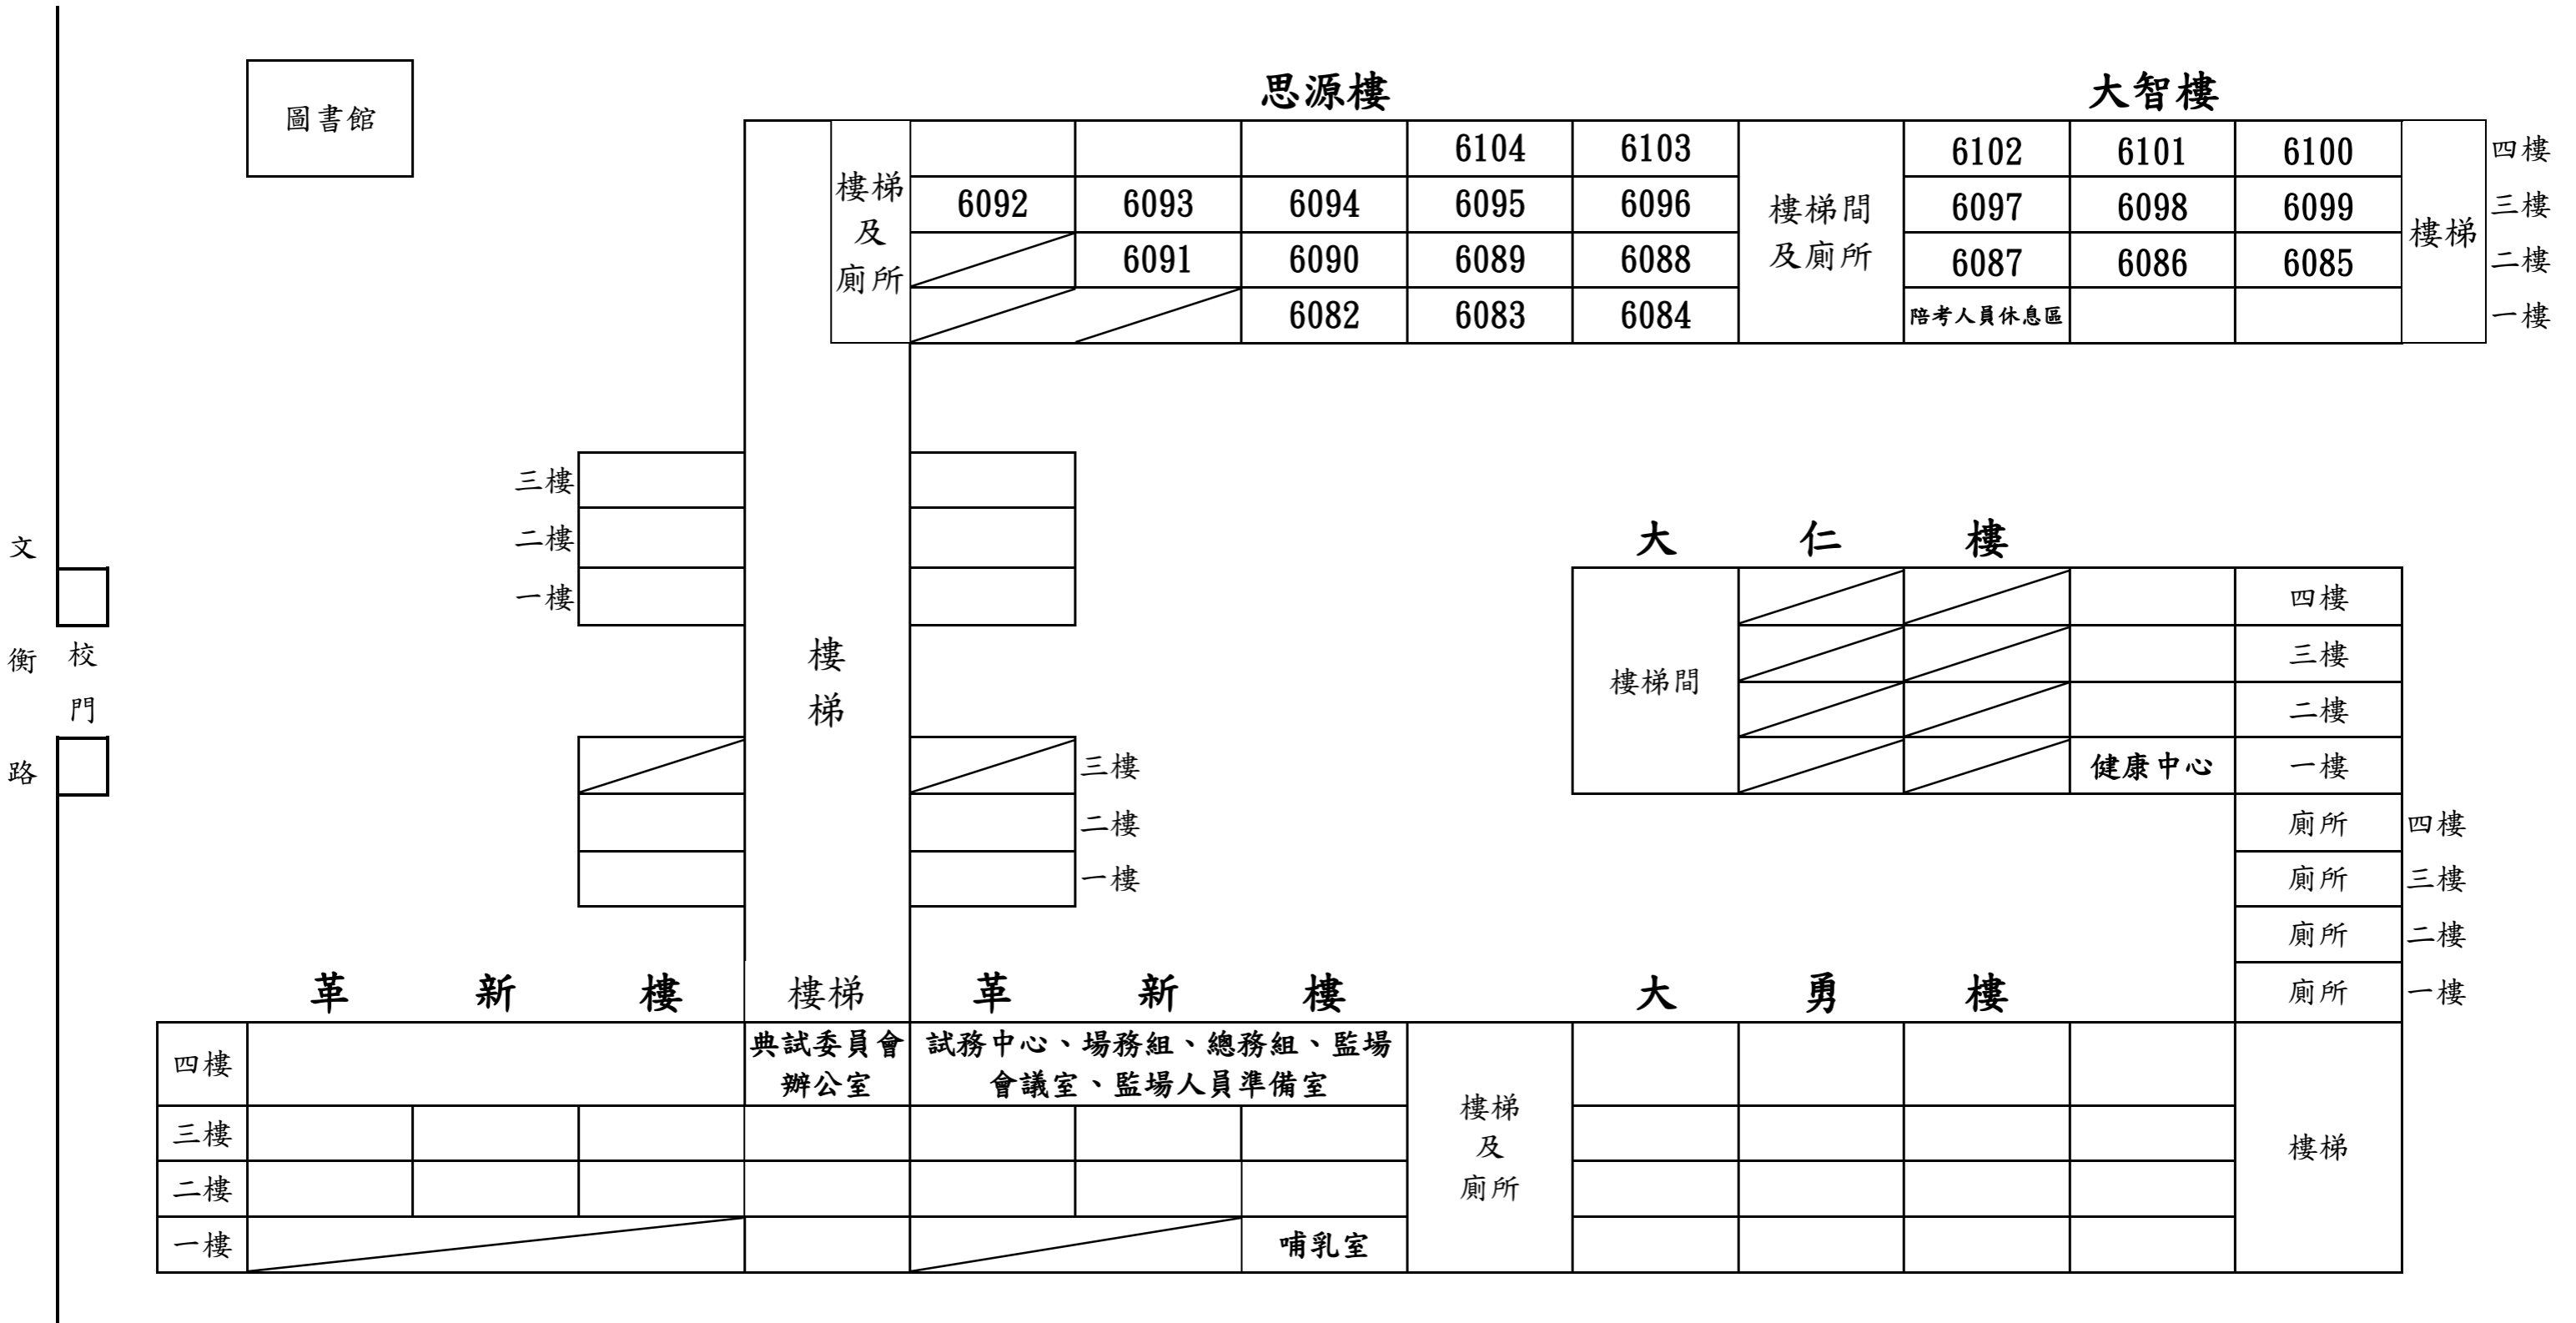 圖書館
思源樓
大智樓
樓梯
及
廁所
6104
6103
樓梯間
及廁所
6102
6101
6100
樓梯
四樓
6092
6093
6094
6095
6096
6097
6098
6099
三樓
6091
6090
6089
6088
6087
6086
6085
二樓
6082
6083
6084
陪考人員休息區
一樓
三樓
二樓
一樓
樓
梯
三樓
二樓
一樓
文
衡
路
校
門
大仁樓
樓梯間
四樓
三樓
二樓
健康中心
一樓
廁所
四樓
廁所
三樓
廁所
二樓
廁所
一樓
革新樓
樓梯
革新樓
大勇樓
四樓
典試委員會
辦公室
試務中心、場務組、總務組、監場
會議室、監場人員準備室
樓梯
及
廁所
樓梯
三樓
二樓
一樓
哺乳室